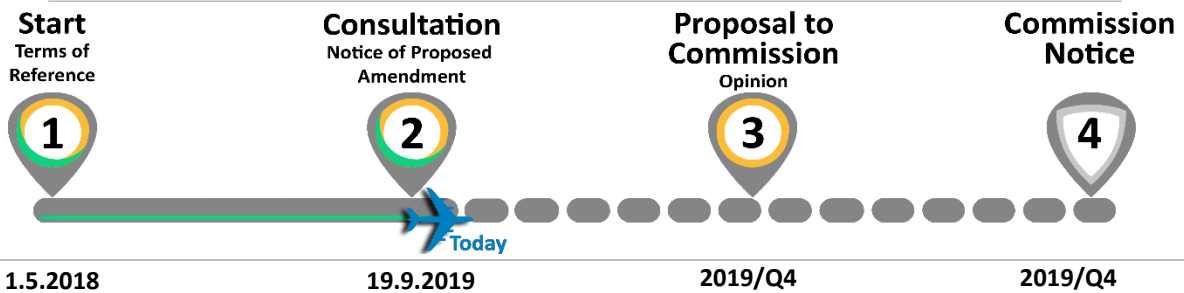 Start
Terms of
Reference
Consultation
Notice of Proposed
Amendment
Proposal to
Commission
Opinion
Commission
Notice
1
2
3
4
Today
1.5.2018
19.9.2019
2019/Q4
2019/Q4